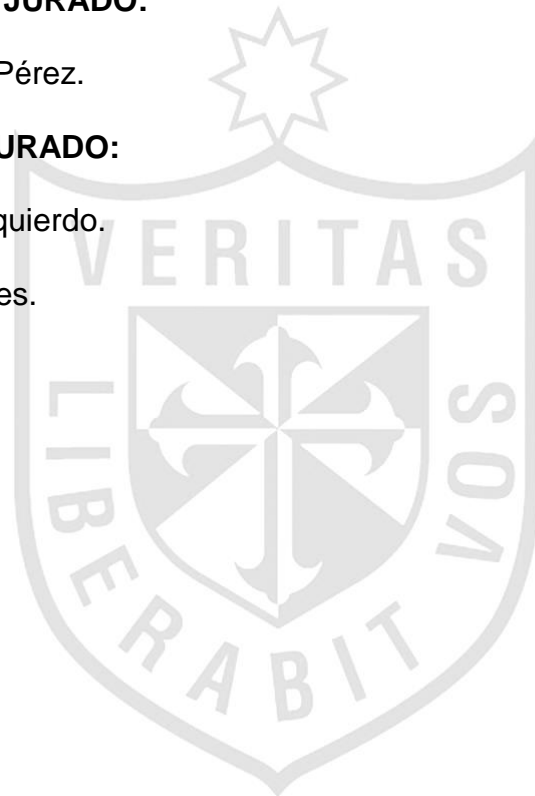 JURADO:
Pérez.
URADO:
quierdo.
es.
VERITAS
LIBERABIT VOS